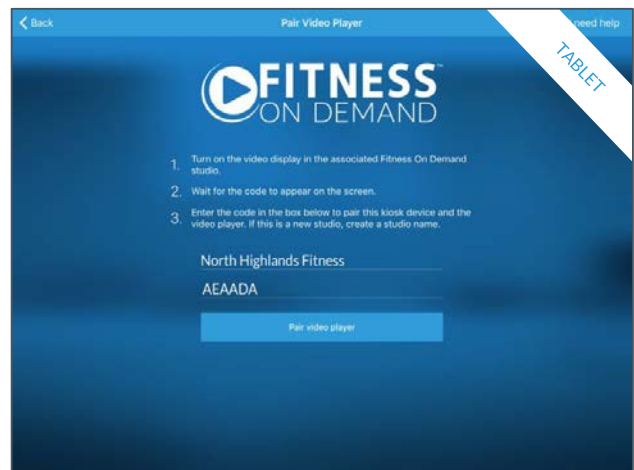 Back
Pair Video Player
need help
TABLET
FITNESS™
ON DEMAND
1. Turn on the video display in the associated Fitness On Demand
studio.
2. Wait for the code to appear on the screen.
3. Enter the code in the box below to pair this kiosk device and the
video player. If this is a new studio, create a studio name.
North Highlands Fitness
AEAADA
Pair video player